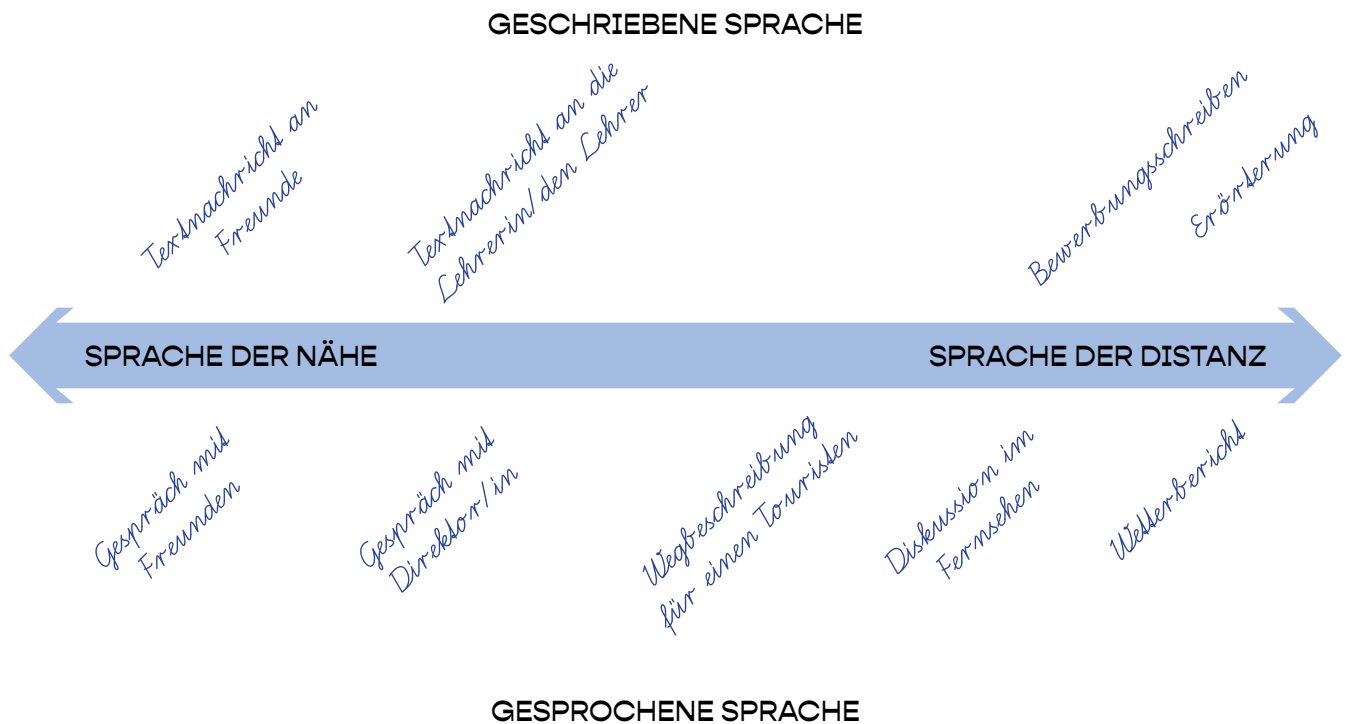 GESCHRIEBENE SPRACHE
Textnachricht an
Freunde
Textnachricht an die
Lehrerin/den Lehrer
Bewerbungsschreiben
Erörterung
SPRACHE DER NÄHE
SPRACHE DER DISTANZ
Gespräch mit
Freunden
Gespräch mit
Direktor/in
Wegbeschreibung
für einen Touristen
Diskussion im
Fernsehen
Wetterbericht
GESPROCHENE SPRACHE